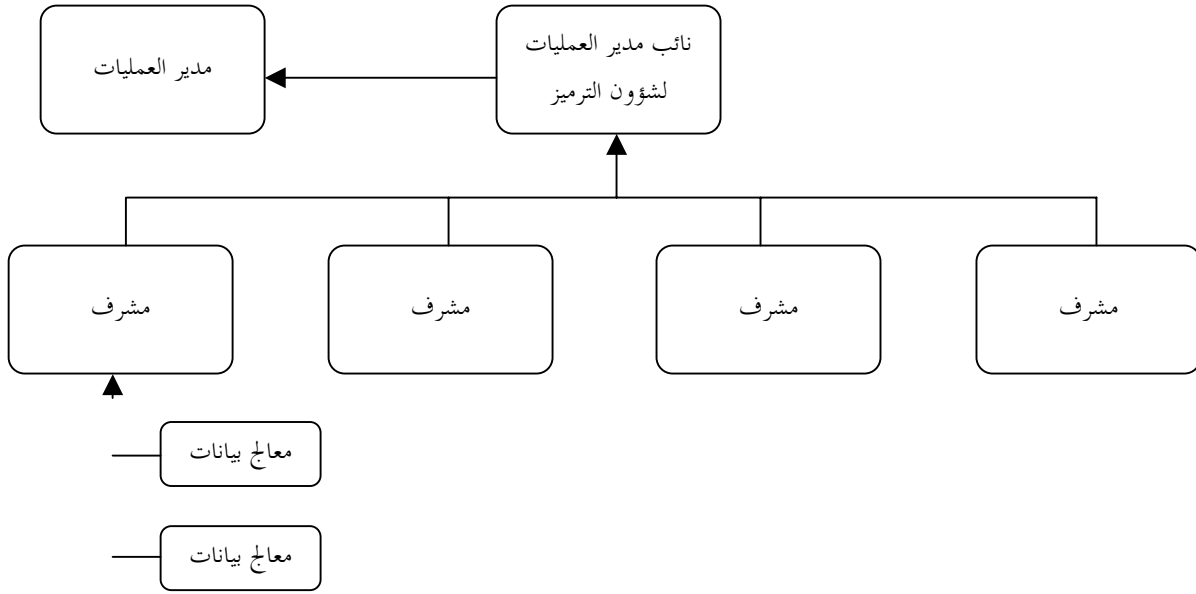 نائب مدير العمليات
لشؤون الترميز
مدير العمليات
مشرف
مشرف
مشرف
مشرف
معالج بيانات
معالج بيانات